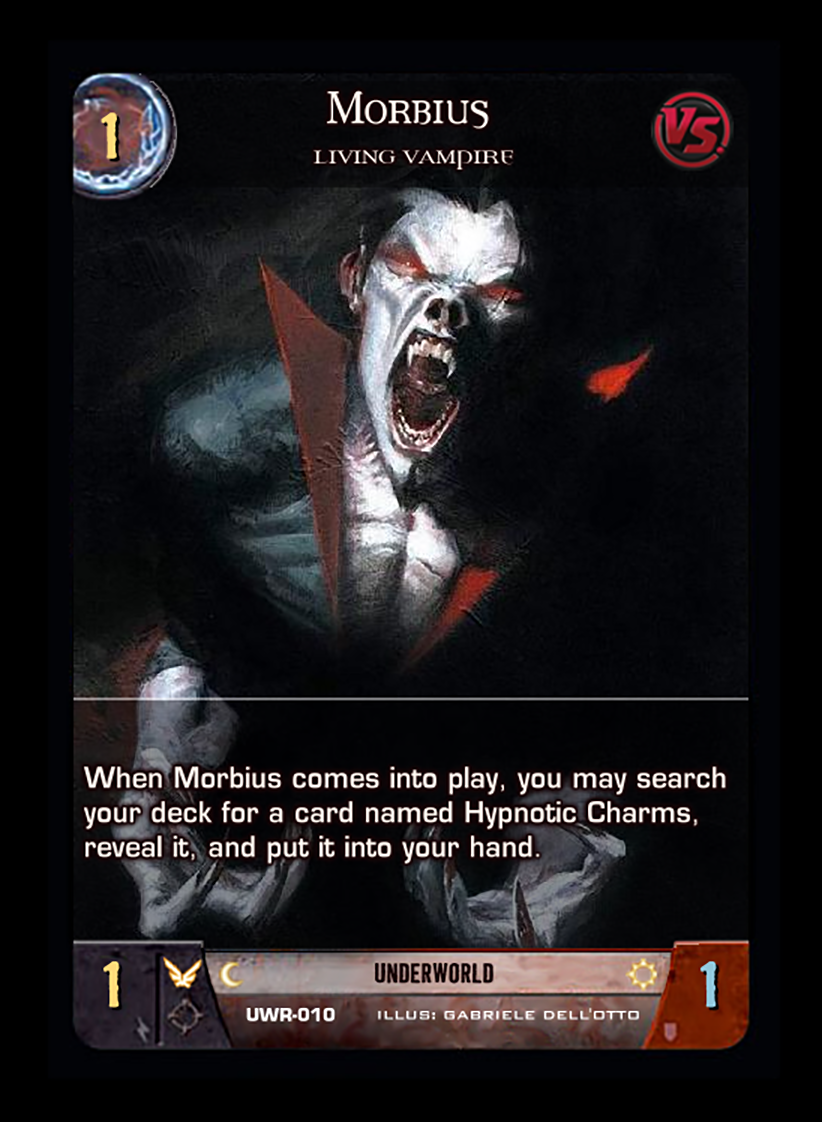 1
Morbius
VS.
LIVING VAMPIRE
When Morbius comes into play, you may search
your deck for a card named Hypnotic Charms,
reveal it, and put it into your hand.
1
UNDERWORLD
1
UWR-010 ILLUS: GABRIELE DELL'OTTO